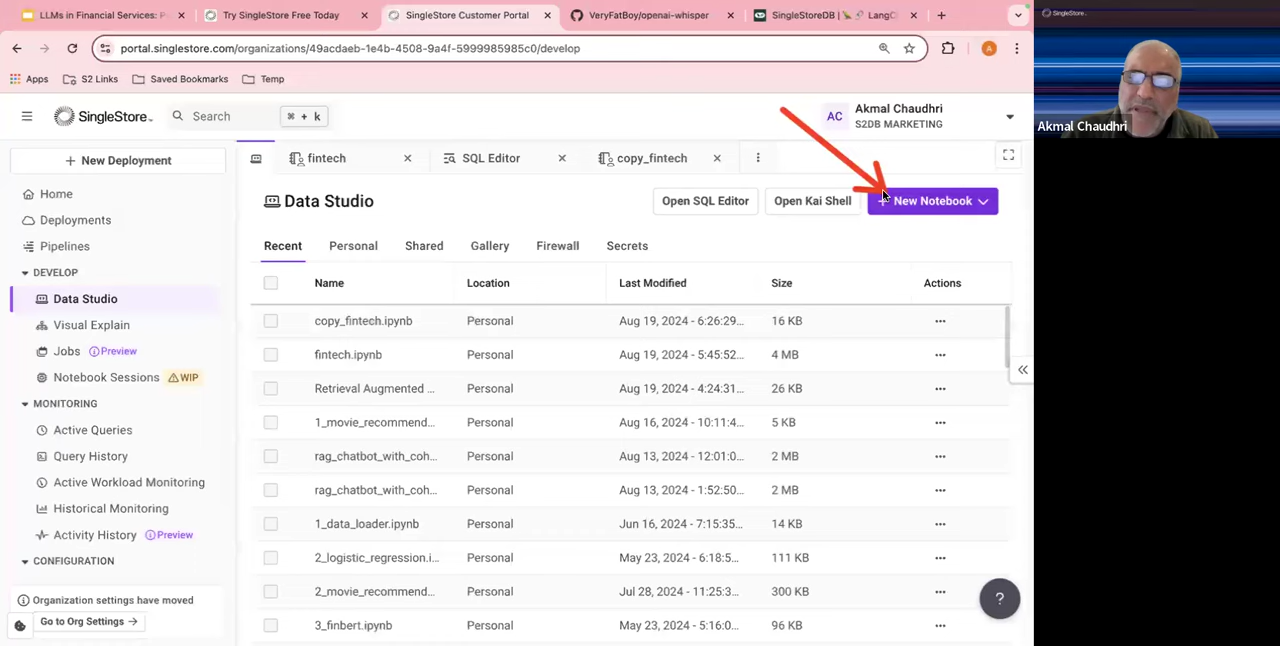 LLMs in Financial Services: P
Try SingleStore Free Today
SingleStore Customer Portal
VeryFatBoy/openai-whisper
SingleStoreDB | 🦜🔗 LangC
SingleStore
portal.singlestore.com/organizations/49acdaeb-1e4b-4508-9a4f-5999985985c0/develop
A
Apps
S2 Links
Saved Bookmarks
Temp
SingleStore
Search
⌘ + k
AC
Akmal Chaudhri
S2DB MARKETING
Akmal Chaudhri
+ New Deployment
fintech
SQL Editor
copy_fintech
Home
Deployments
Pipelines
DEVELOP
Data Studio
Visual Explain
Jobs
Preview
Notebook Sessions
WIP
MONITORING
Active Queries
Query History
Active Workload Monitoring
Historical Monitoring
Activity History
Preview
CONFIGURATION
Organization settings have moved
Go to Org Settings →
Data Studio
Open SQL Editor
Open Kai Shell
+ New Notebook
Recent
Personal
Shared
Gallery
Firewall
Secrets
Name
Location
Last Modified
Size
Actions
copy_fintech.ipynb Personal Aug 19, 2024 - 6:26:29... 16 KB ...
fintech.ipynb Personal Aug 19, 2024 - 5:45:52... 4 MB ...
Retrieval Augmented ... Personal Aug 19, 2024 - 4:24:31... 26 KB ...
1_movie_recommend... Personal Aug 16, 2024 - 10:11:4... 5 KB ...
rag_chatbot_with_coh... Personal Aug 13, 2024 - 12:01:0... 2 MB ...
rag_chatbot_with_coh... Personal Aug 13, 2024 - 1:52:50... 2 MB ...
1_data_loader.ipynb Personal Jun 16, 2024 - 7:15:35... 14 KB ...
2_logistic_regression.i... Personal May 23, 2024 - 6:18:5... 111 KB ...
2_movie_recommend... Personal Jul 28, 2024 - 11:25:3... 300 KB ...
3_finbert.ipynb Personal May 23, 2024 - 5:16:0... 96 KB ...
?